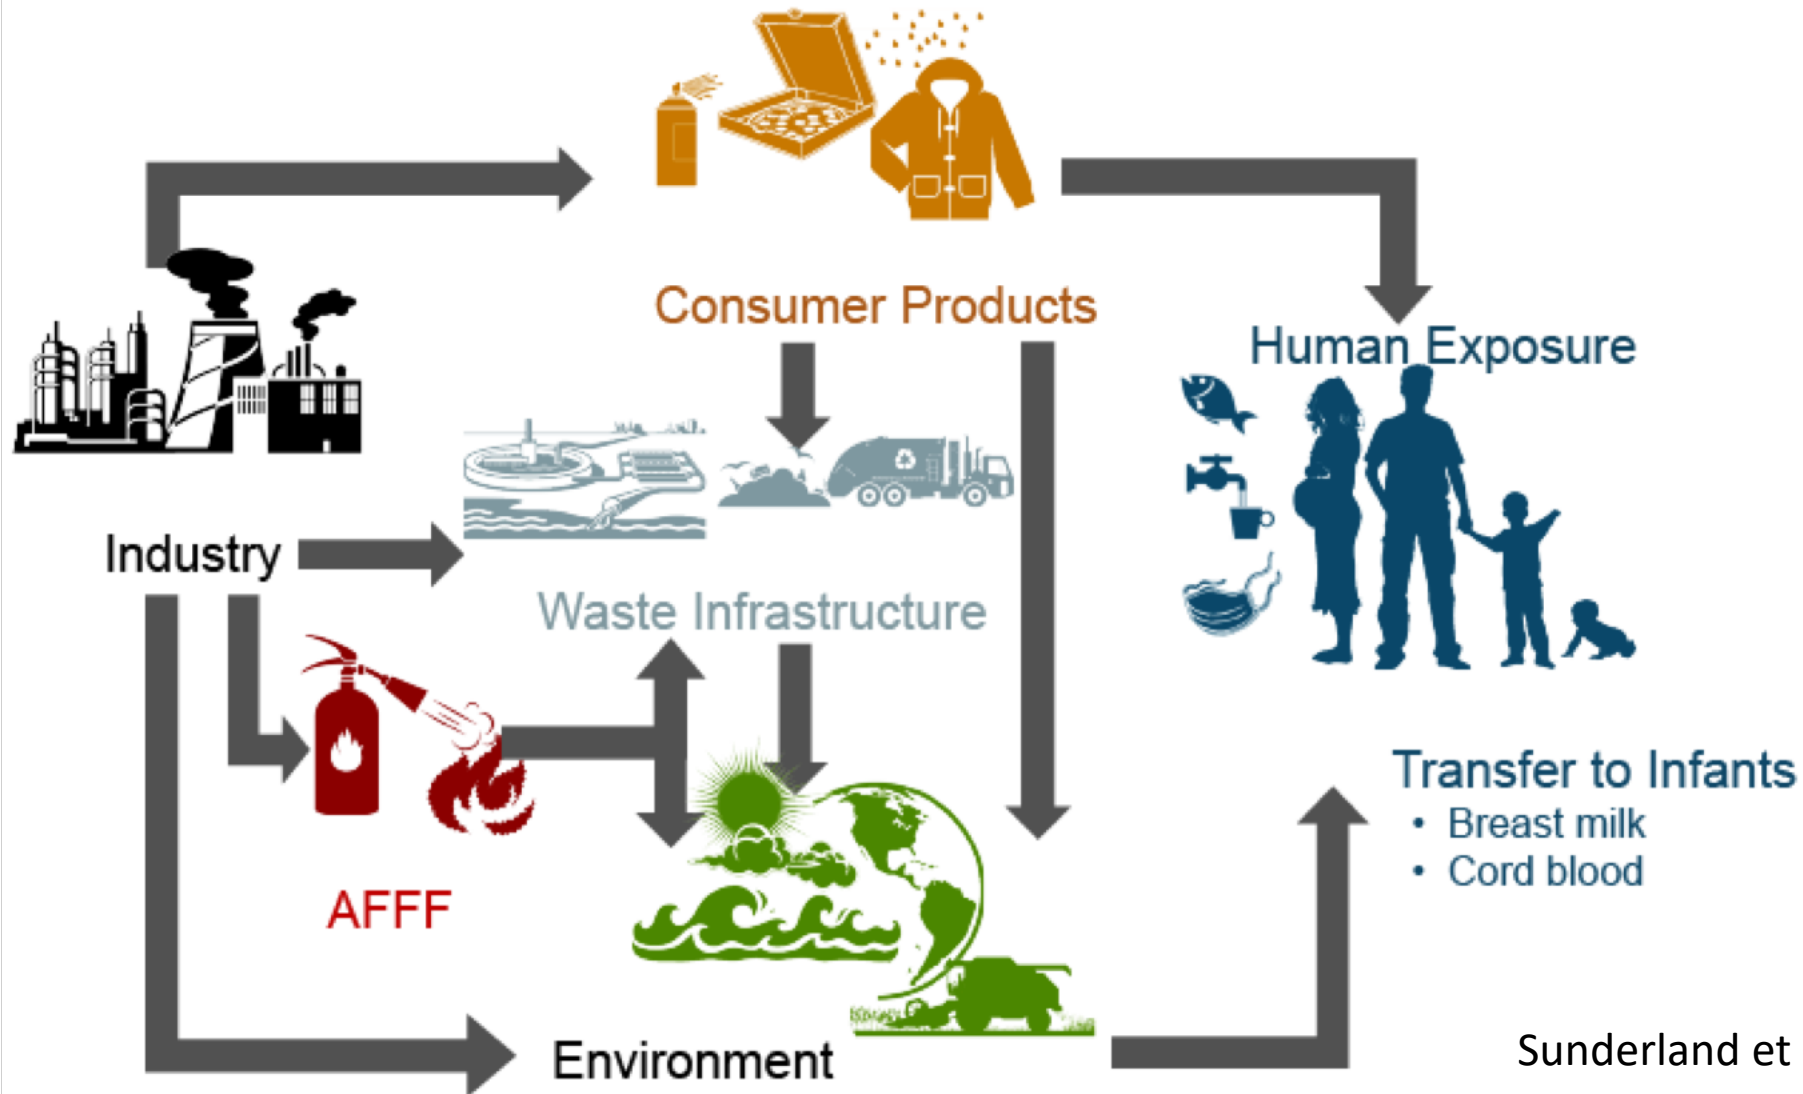 Consumer Products
Human Exposure
Industry
Waste Infrastructure
Transfer to Infants
• Breast milk
• Cord blood
AFFF
Environment
Sunderland et